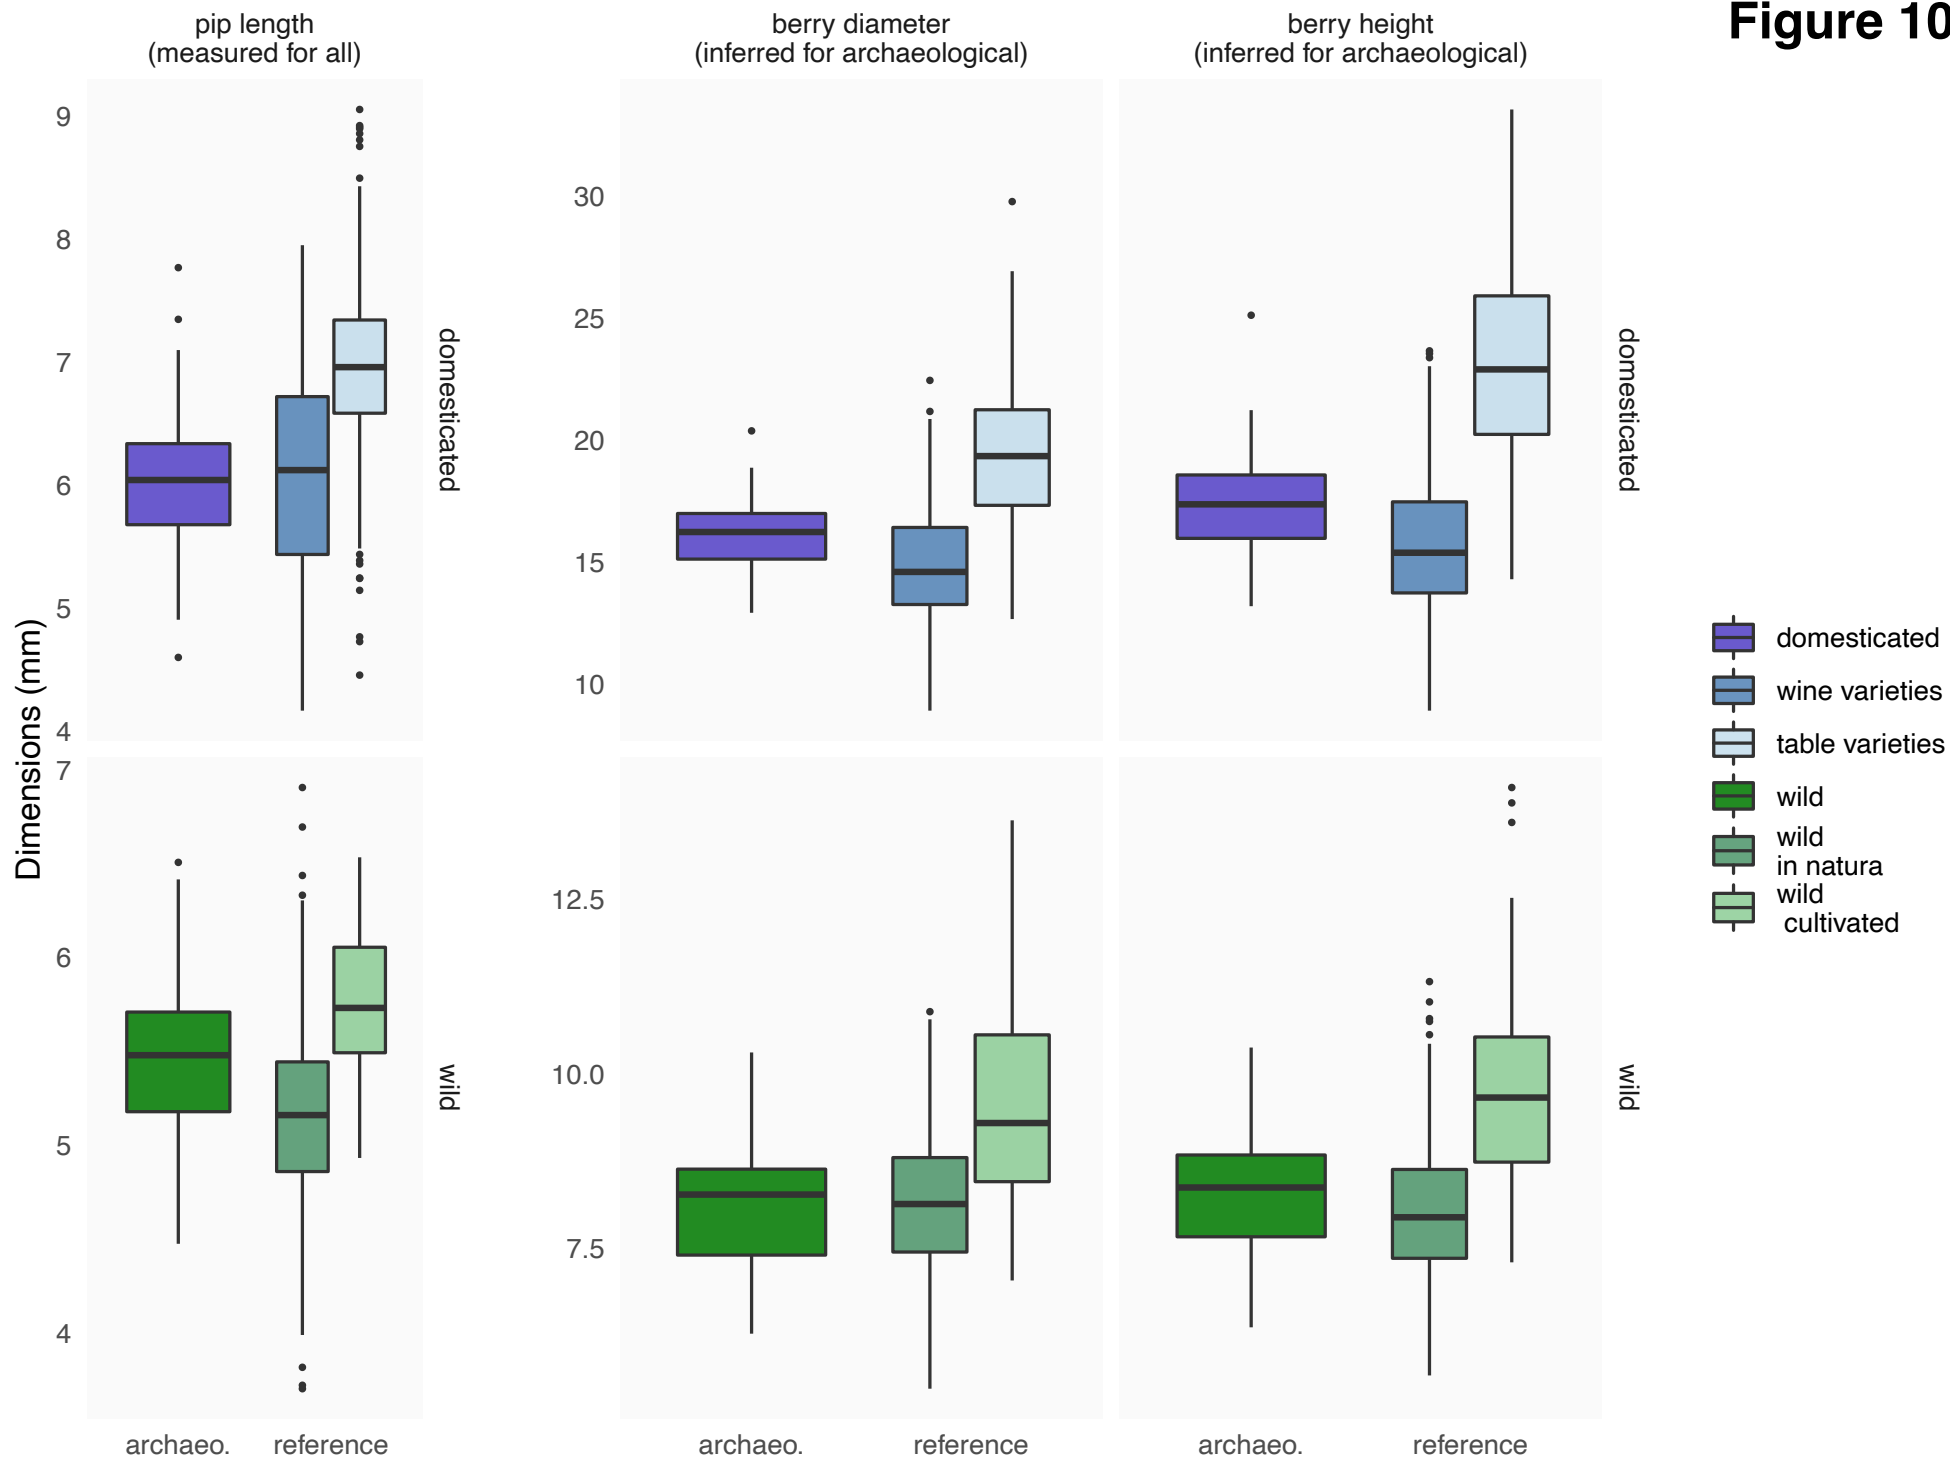 Figure 10
pip length
(measured for all)
berry diameter
(inferred for archaeological)
berry height
(inferred for archaeological)
Dimensions (mm)
9
8
7
6
5
4
domesticated
30
25
20
15
10
domesticated
7
6
5
4
wild
12.5
10.0
7.5
wild
archaeo.
reference
archaeo.
reference
archaeo.
reference
domesticated
wine varieties
table varieties
wild
wild
in natura
wild
cultivated